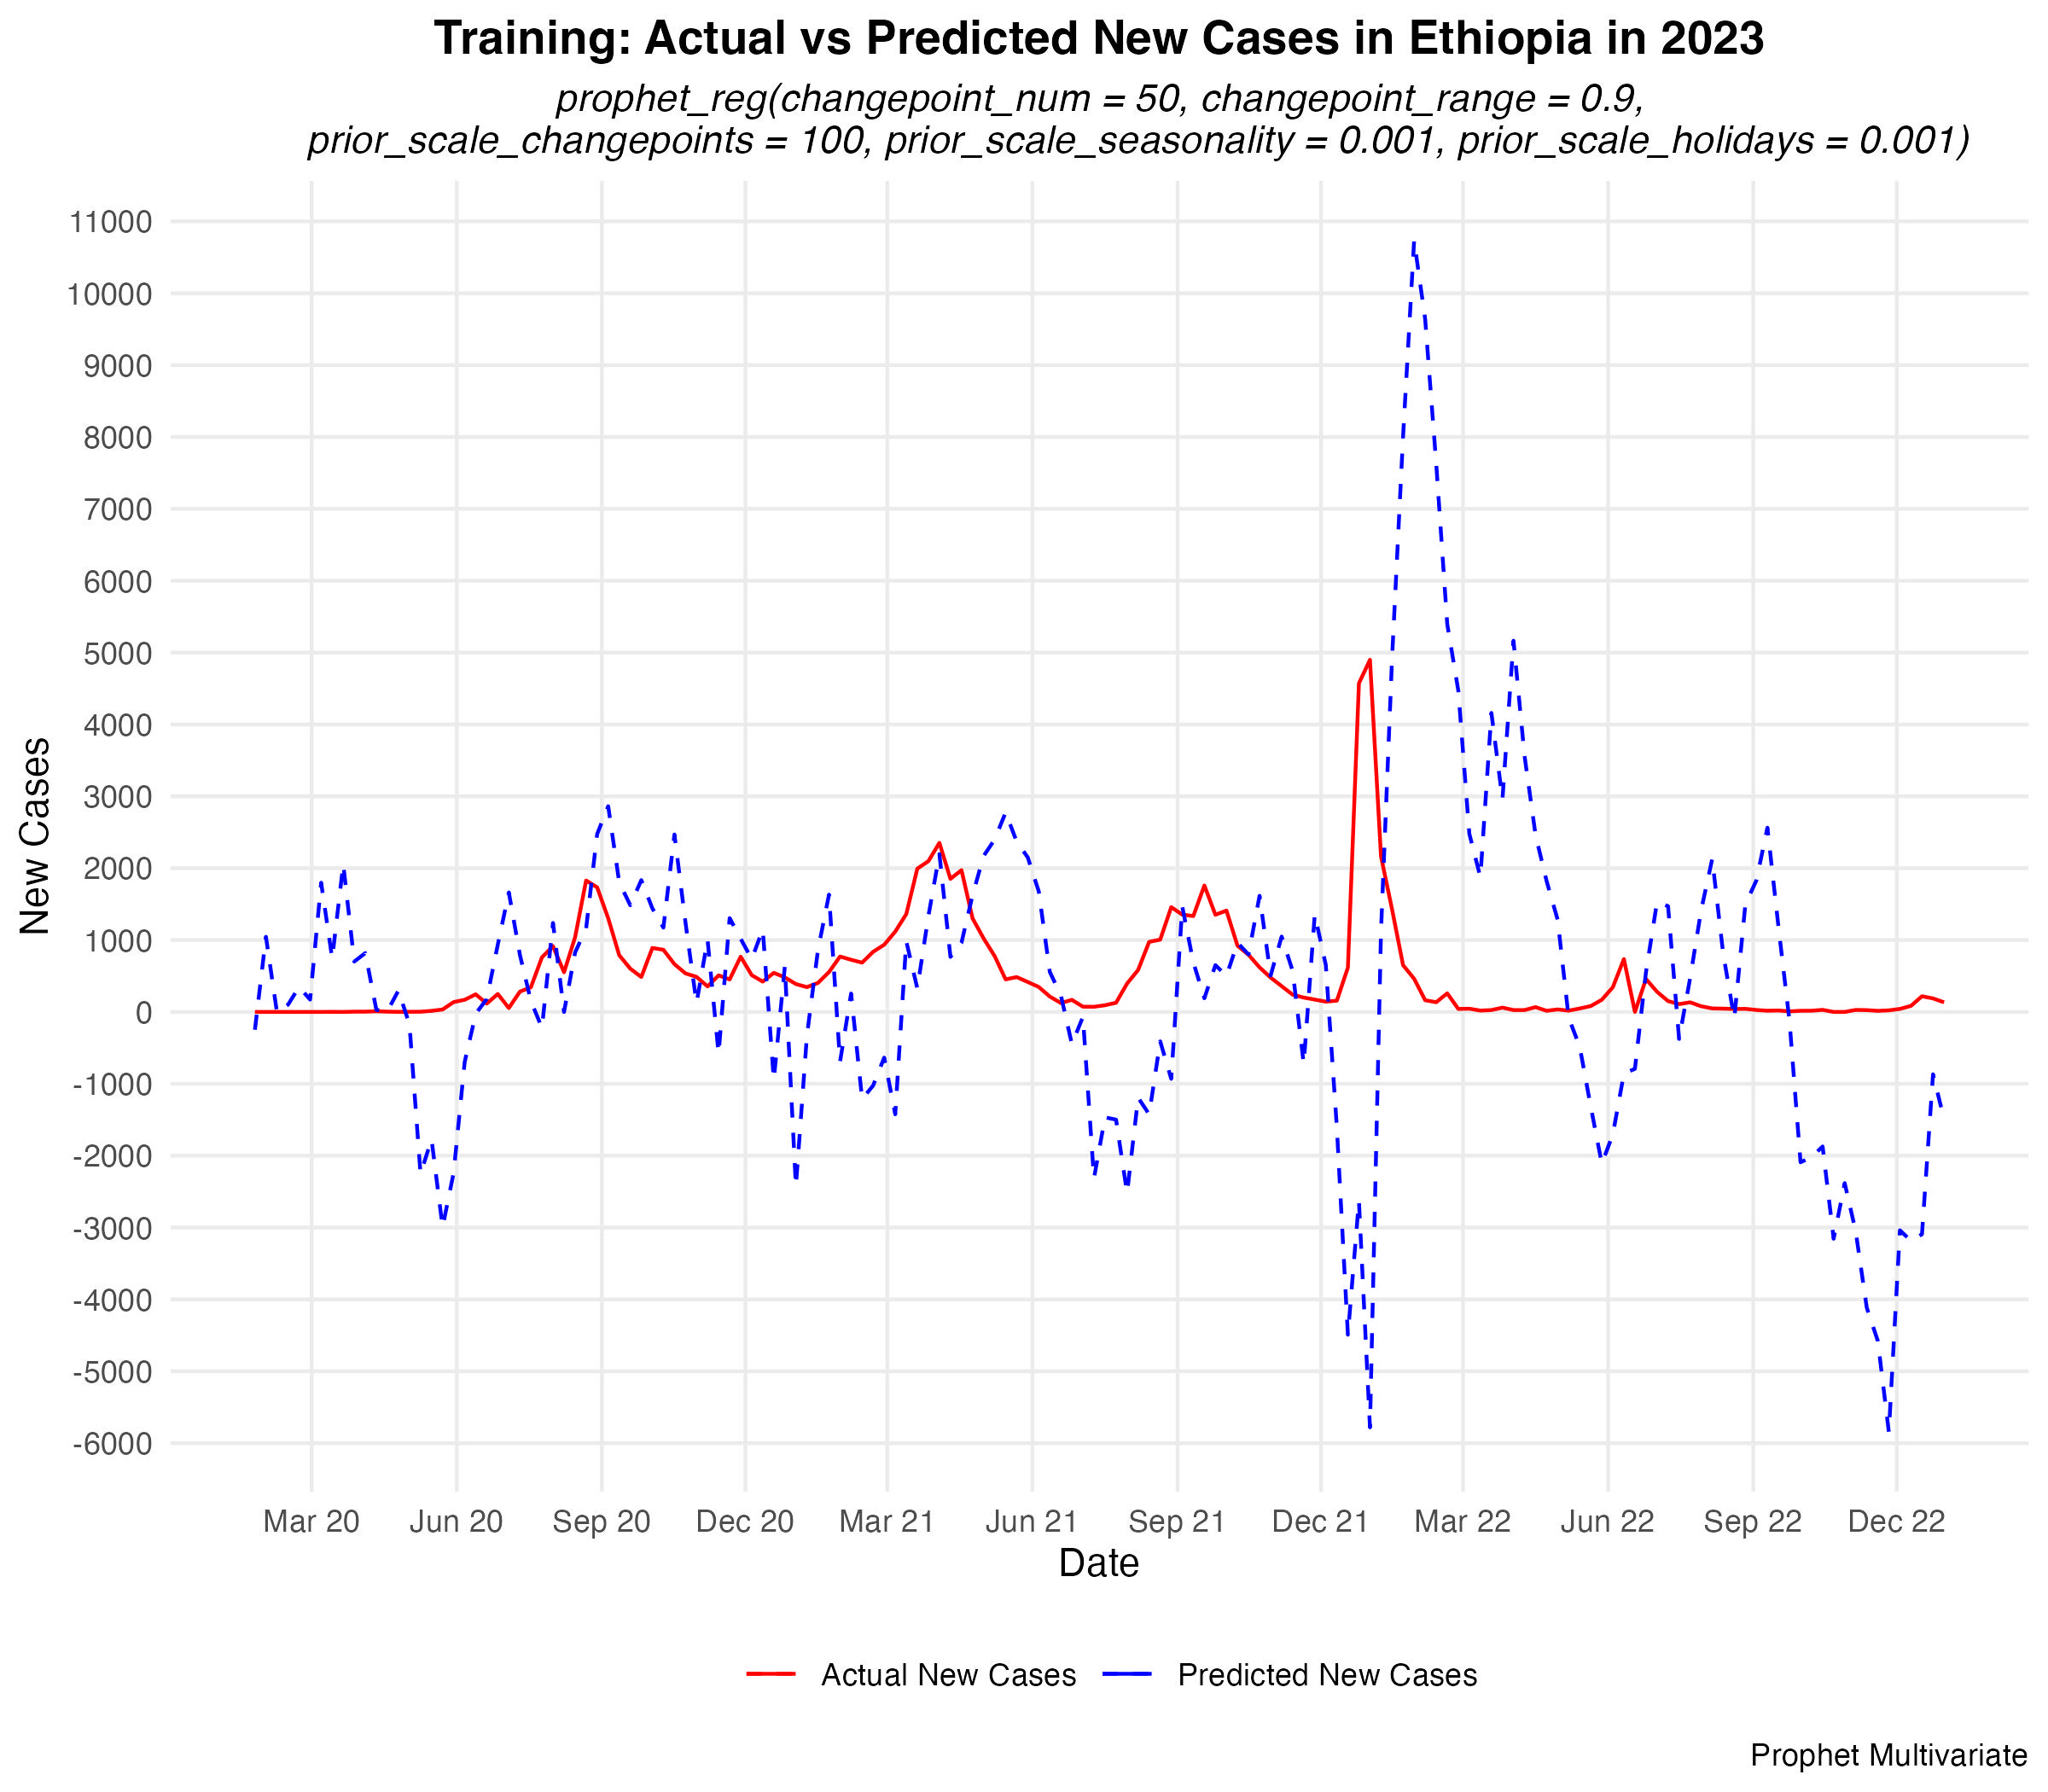 Training: Actual vs Predicted New Cases in Ethiopia in 2023
prophet_reg(changepoint_num = 50, changepoint_range = 0.9,
prior_scale_changepoints = 100, prior_scale_seasonality = 0.001, prior_scale_holidays = 0.001)
New Cases
11000
10000
9000
8000
7000
6000
5000
4000
3000
2000
1000
0
-1000
-2000
-3000
-4000
-5000
-6000
Mar 20 Jun 20 Sep 20 Dec 20 Mar 21 Jun 21 Sep 21 Dec 21 Mar 22 Jun 22 Sep 22 Dec 22
Date
Actual New Cases Predicted New Cases
Prophet Multivariate